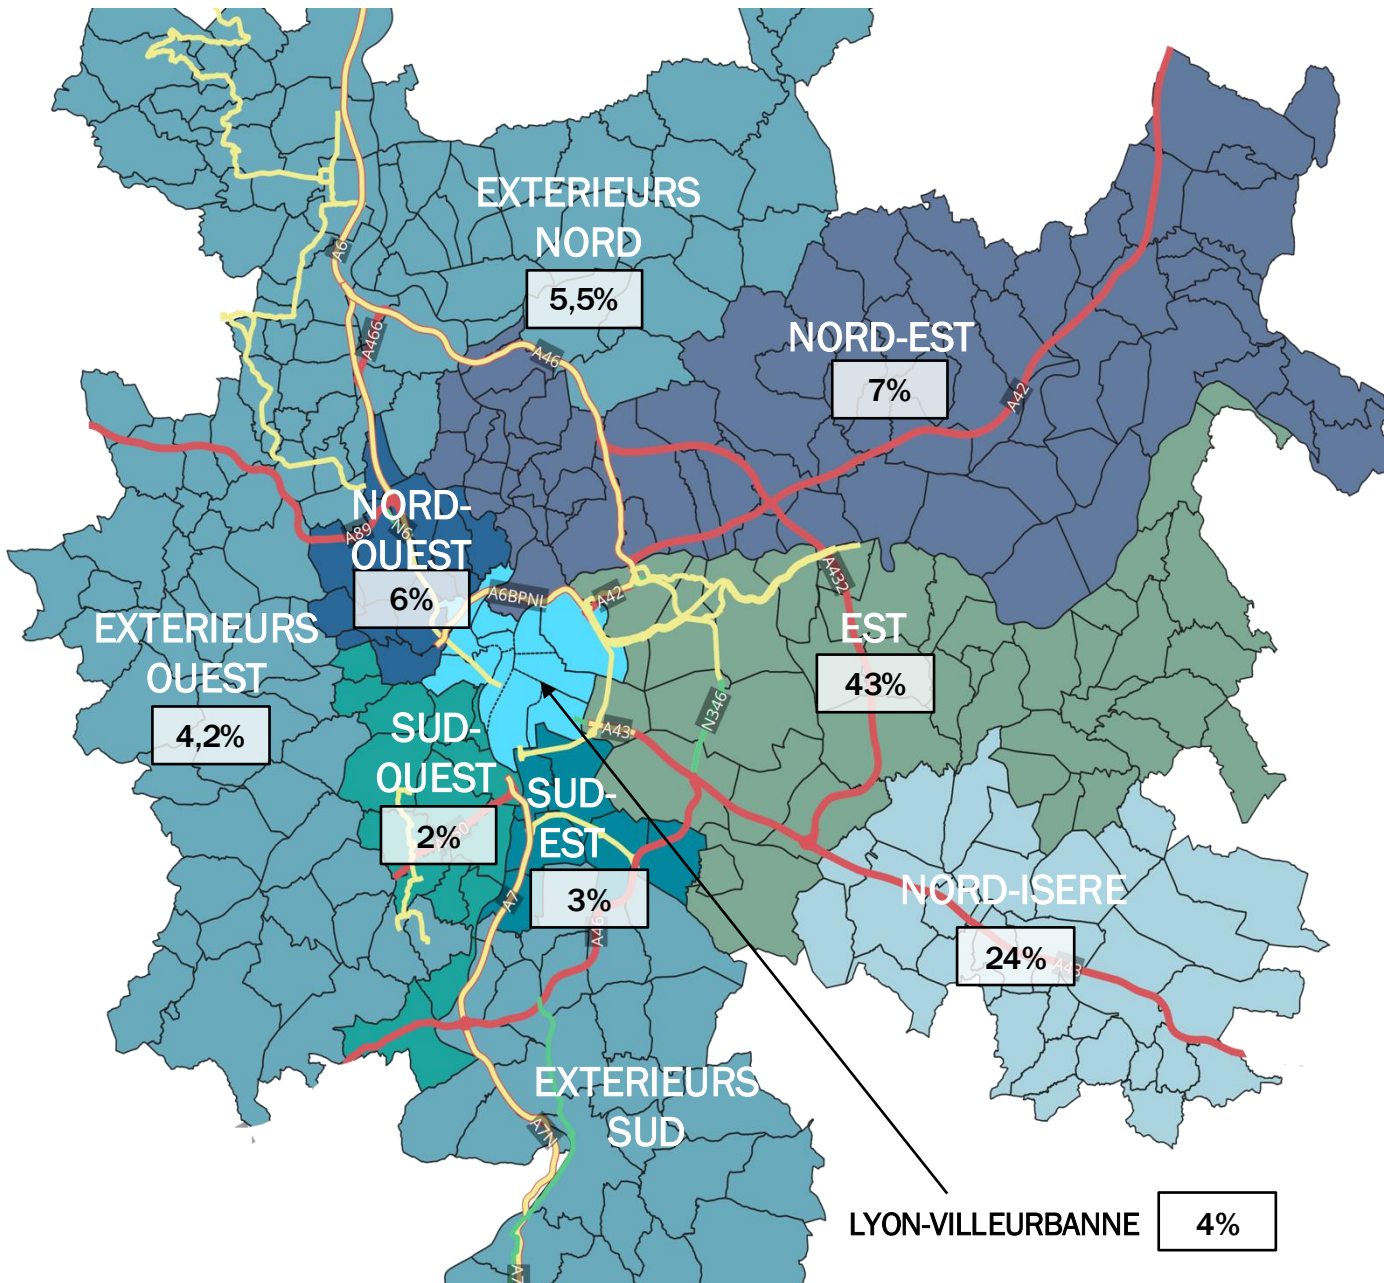 EXTERIEURS
NORD
5,5%
A6
A466
A46
NORD-EST
7%
A42
NORD-
OUEST
6%
A89
N6
A6BPNL
A42
A432
EXTERIEURS
OUEST
4,2%
EST
43%
N346
A43
SUD-
OUEST
2%
SUD-
EST
3%
A7
A46
NORD-ISERE
24%
A43
EXTERIEURS
SUD
A7N
LYON-VILLEURBANNE
4%